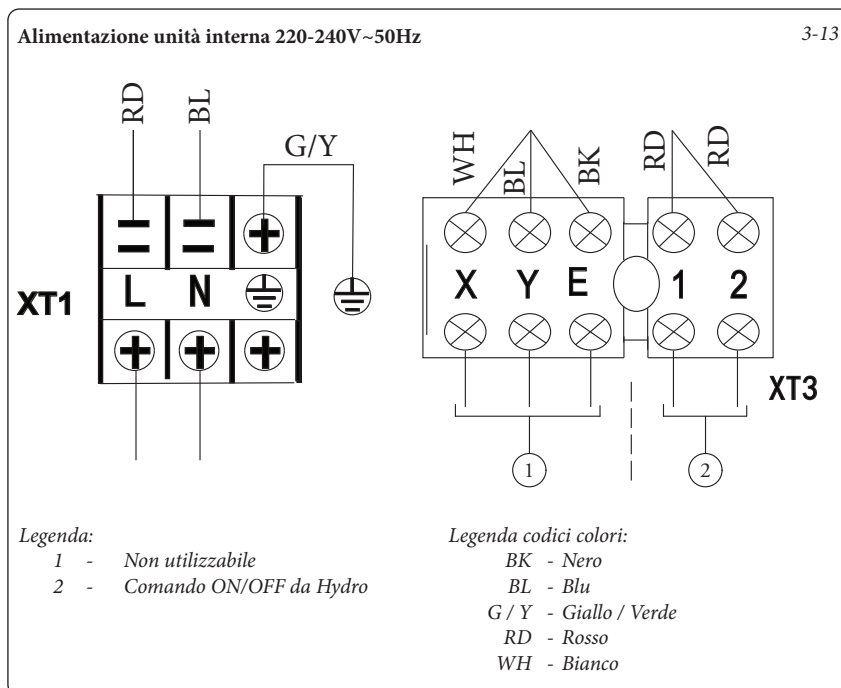 Alimentazione unità interna 220-240V~50Hz
3-13
RD
BL
G/Y
XT1
L N
WH
BL
BK
RD
RD
X Y E 1 2
XT3
1
2
Legenda:
1 - Non utilizzabile
2 - Comando ON/OFF da Hydro
Legenda codici colori:
BK - Nero
BL - Blu
G / Y - Giallo / Verde
RD - Rosso
WH - Bianco